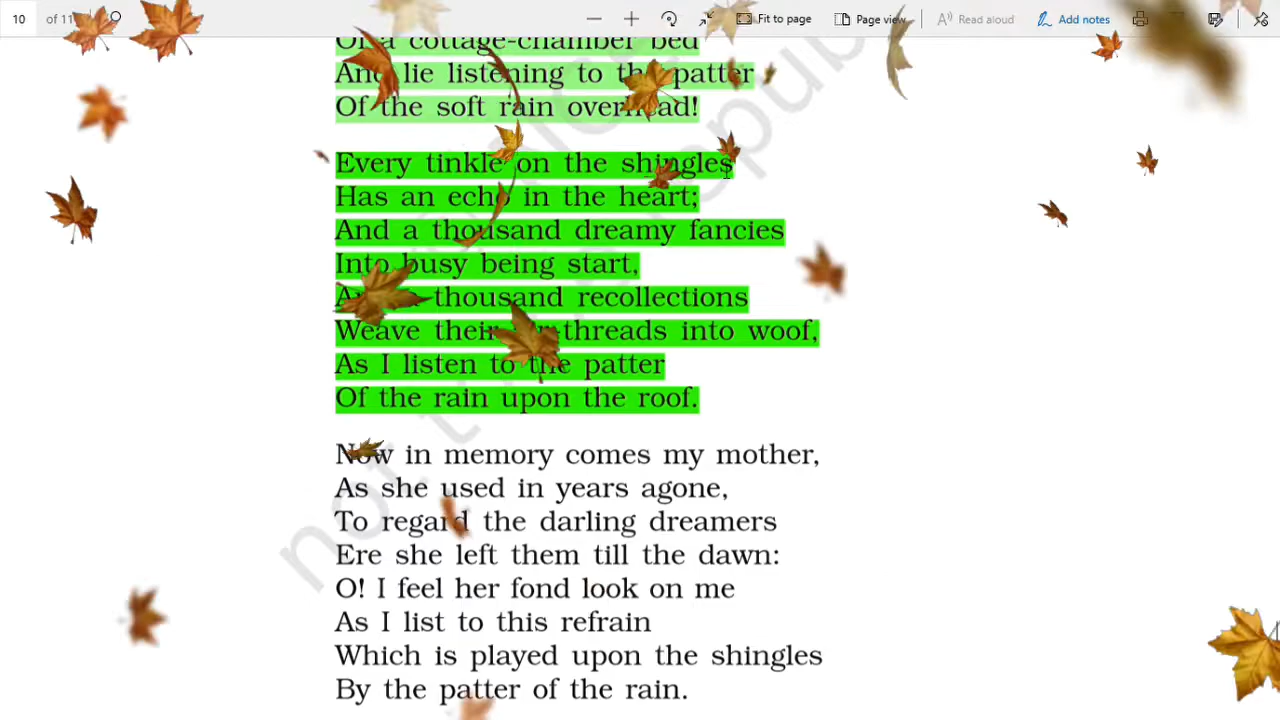 10 of 11 Fit to page Page view Read aloud Add notes
Of a cottage-chamber bed
And lie listening to the patter
Of the soft rain overhead!
Every tinkle on the shingles
Has an echo in the heart;
And a thousand dreamy fancies
Into busy being start,
And a thousand recollections
Weave their air-threads into woof,
As I listen to the patter
Of the rain upon the roof.
Now in memory comes my mother,
As she used in years agone,
To regard the darling dreamers
Ere she left them till the dawn:
O! I feel her fond look on me
As I list to this refrain
Which is played upon the shingles
By the patter of the rain.